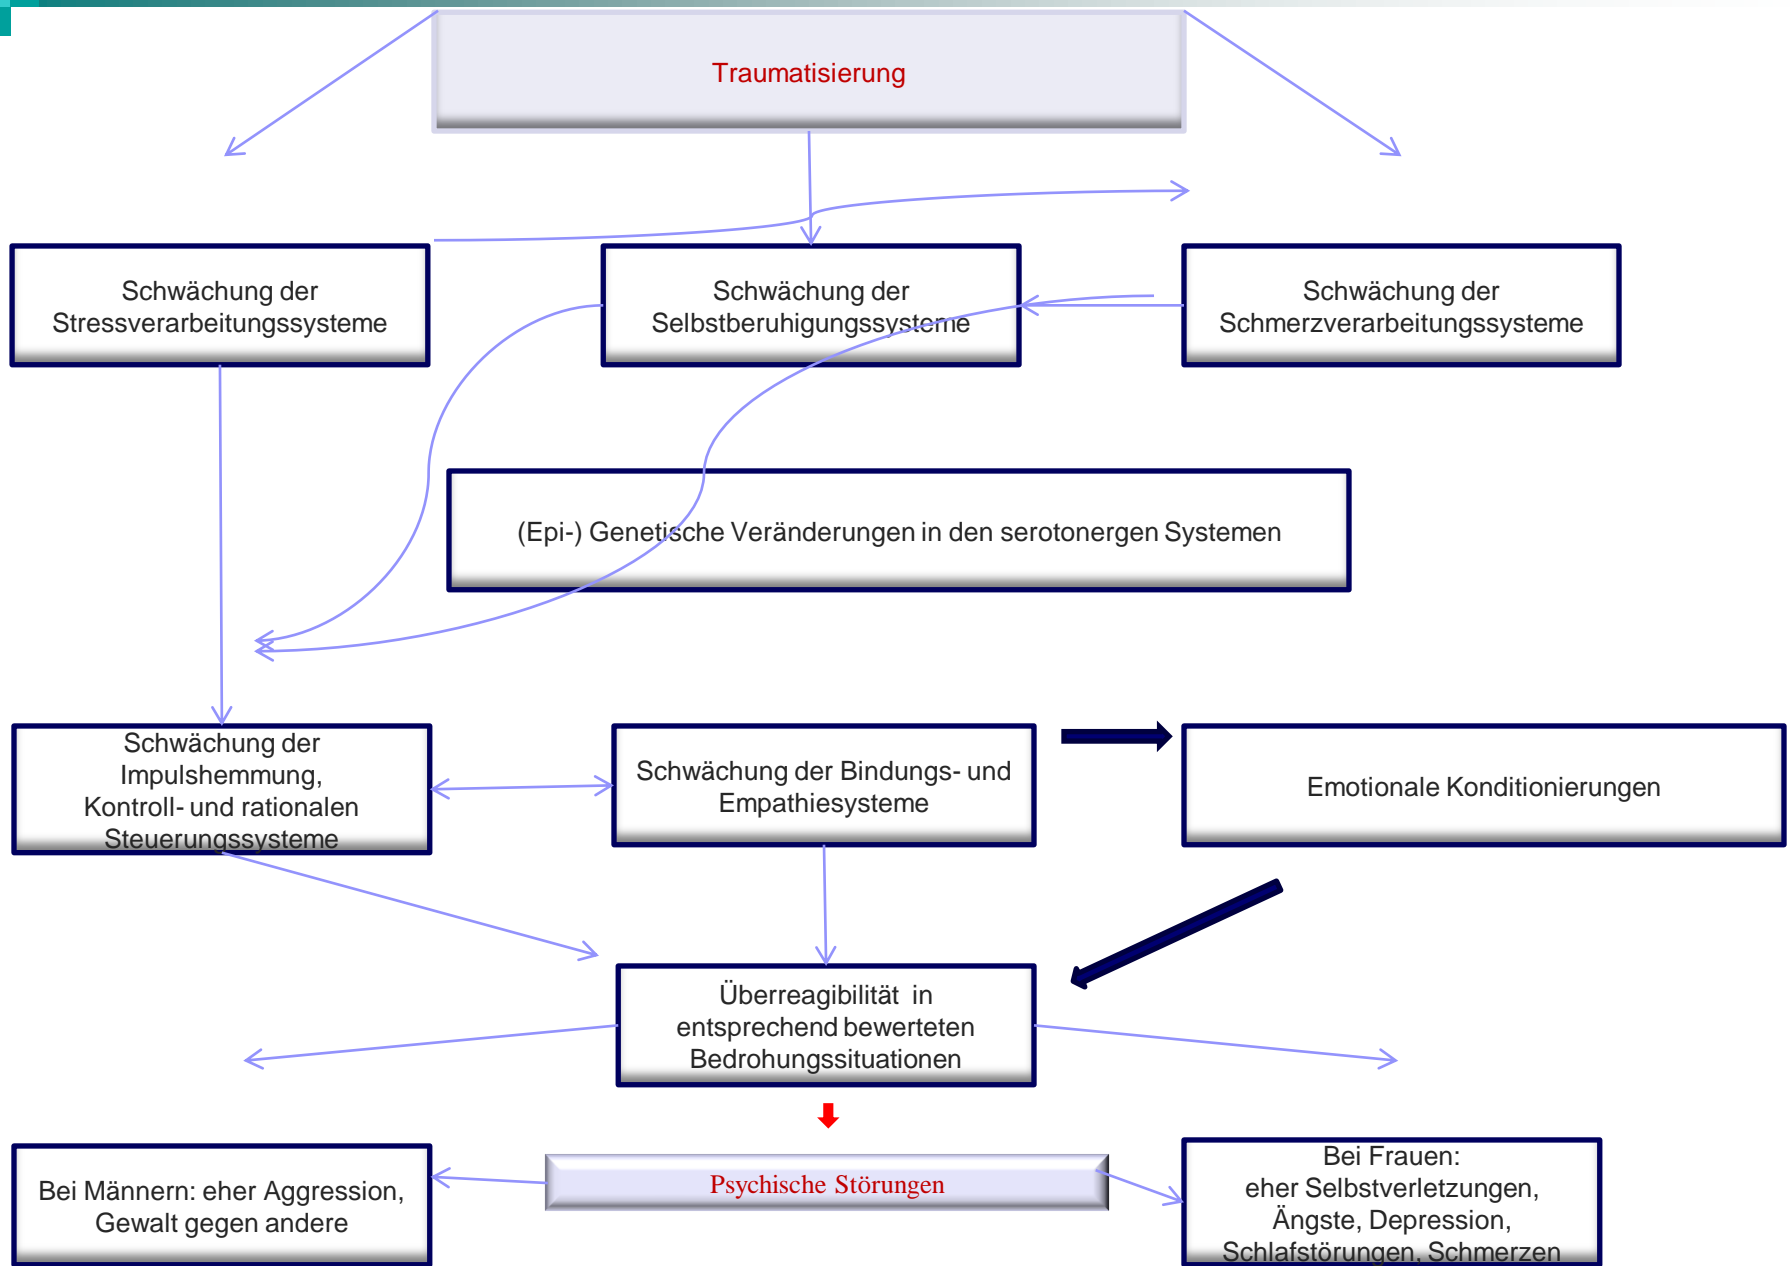 Traumatisierung
Schwächung der
Stressverarbeitungssysteme
Schwächung der
Selbstberuhigungssysteme
Schwächung der
Schmerzverarbeitungssysteme
(Epi-) Genetische Veränderungen in den serotonergen Systemen
Schwächung der
Impulshemmung,
Kontroll- und rationalen
Steuerungssysteme
Schwächung der Bindungs- und
Empathiesysteme
Emotionale Konditionierungen
Überreagibilität in
entsprechend bewerteten
Bedrohungssituationen
Bei Männern: eher Aggression,
Gewalt gegen andere
Psychische Störungen
Bei Frauen:
eher Selbstverletzungen,
Ängste, Depression,
Schlafstörungen, Schmerzen